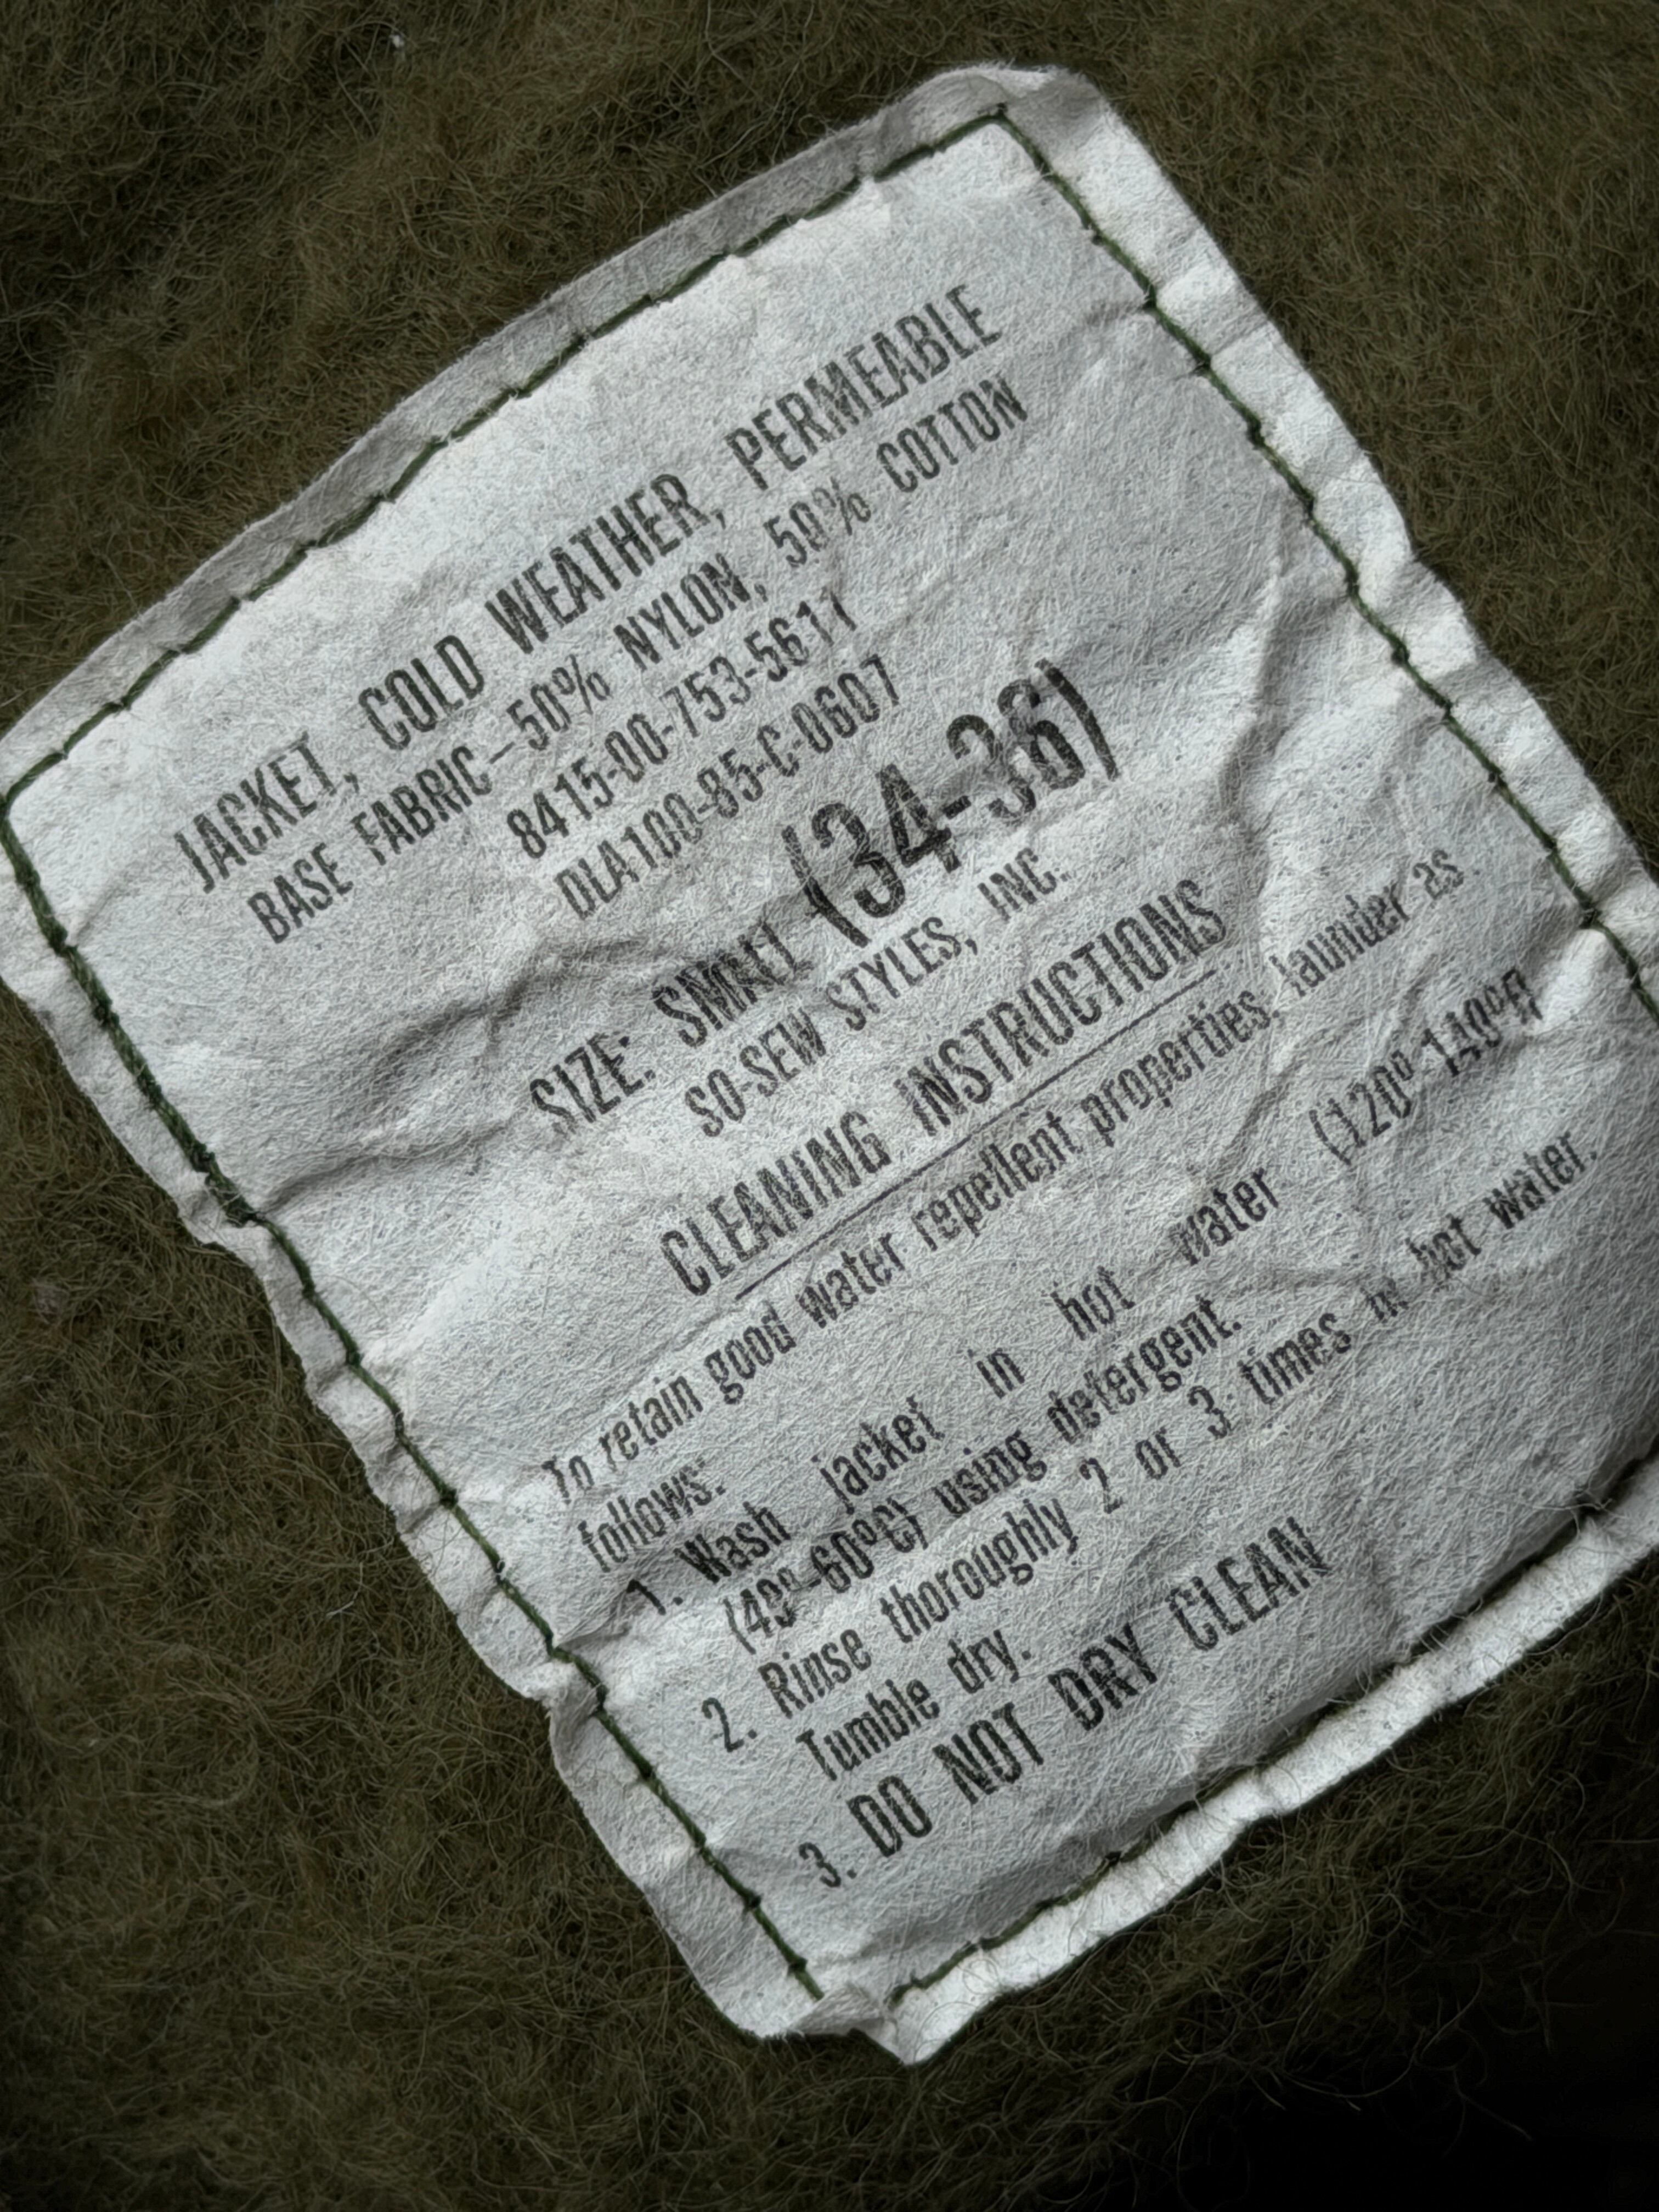 JACKET, COLD WEATHER, PERMEABLE
BASE FABRIC—50% NYLON, 50% COTTON
8415-00-753-5611
DLA100-85-C-0607
SIZE: SMALL (34-36)
SO-SEW STYLES, INC.
CLEANING INSTRUCTIONS
To retain good water repellent properties, launder as
follows:
1. Wash jacket in hot water (120°-140°F)
(49°-60°C) using detergent.
2. Rinse thoroughly 2 or 3 times in hot water.
Tumble dry.
3. DO NOT DRY CLEAN